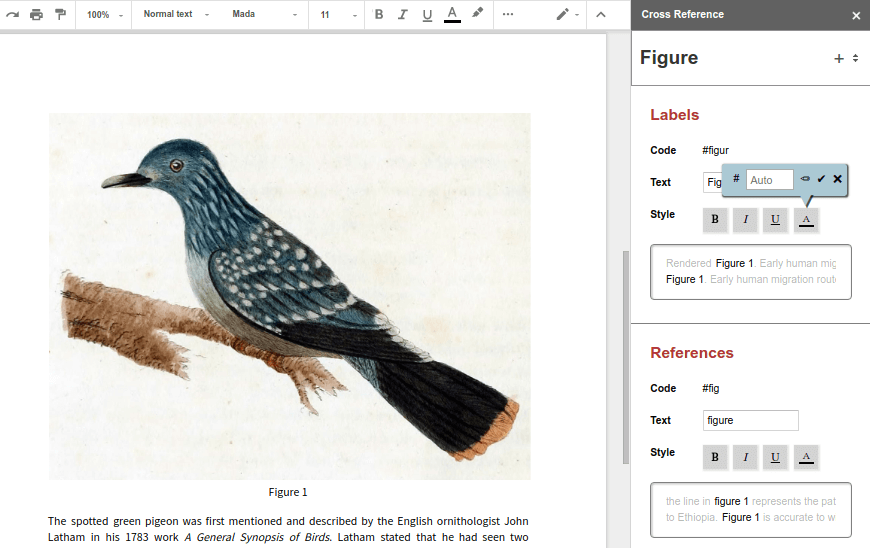 100% Normal text Mada 11 B I U A
Cross Reference
Figure
Labels
Code #figur
Text Fig
# Auto
Style B I U A
Rendered Figure 1. Early human mig
Figure 1. Early human migration rout
References
Code #fig
Text figure
Style B I U A
the line in figure 1 represents the pat
to Ethiopia. Figure 1 is accurate to w
Figure 1
The spotted green pigeon was first mentioned and described by the English ornithologist John
Latham in his 1783 work A General Synopsis of Birds. Latham stated that he had seen two